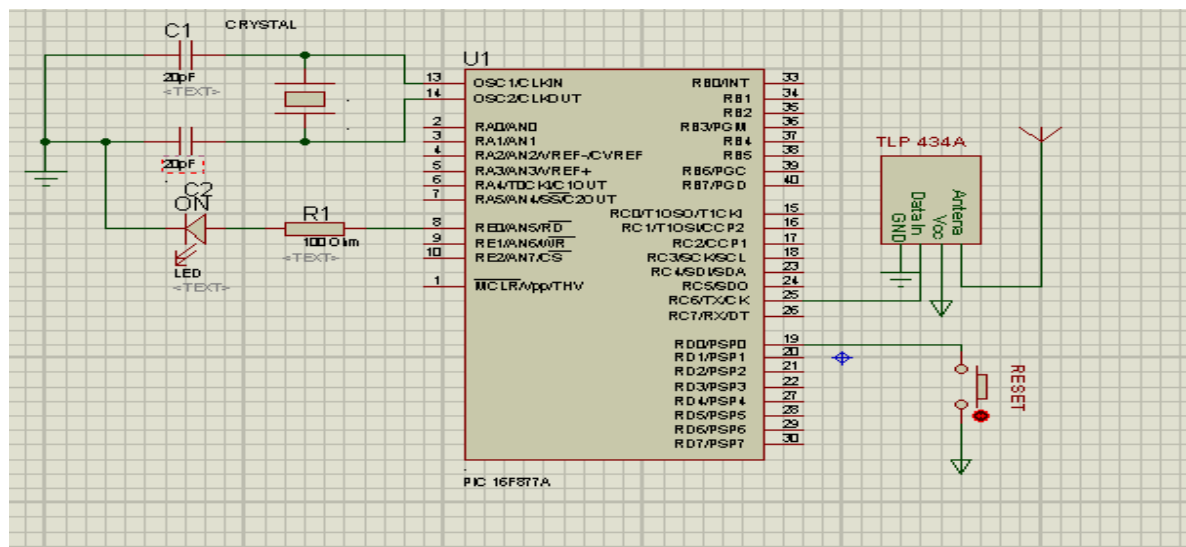 C1
CRYSTAL
20pF
<TEXT>
20pF
C2
ON
LED
<TEXT>
R1
100 Ohm
<TEXT>
U1
13 OSC1/CLKIN
14 OSC2/CLKOUT
2 RA0/AN0
3 RA1/AN1
4 RA2/AN2/VREF-/CVREF
5 RA3/AN3/VREF+
6 RA4/T0CKI/C1OUT
7 RA5/AN4/SS/C2OUT
8 RE0/AN5/RD
9 RE1/AN6/WR
10 RE2/AN7/CS
1 MCLR/Vpp/THV
RB0/INT 33
RB1 34
RB2 35
RB3/PGM 36
RB4 37
RB5 38
RB6/PGC 39
RB7/PGD 40
RC0/T1OSO/T1CKI 15
RC1/T1OSI/CCP2 16
RC2/CCP1 17
RC3/SCK/SCL 18
RC4/SDI/SDA 23
RC5/SDO 24
RC6/TX/CK 25
RC7/RX/DT 26
RD0/PSP0 19
RD1/PSP1 20
RD2/PSP2 21
RD3/PSP3 22
RD4/PSP4 27
RD5/PSP5 28
RD6/PSP6 29
RD7/PSP7 30
PIC 16F877A
TLP 434A
GND
Data In
Vcc
Antena
RESET